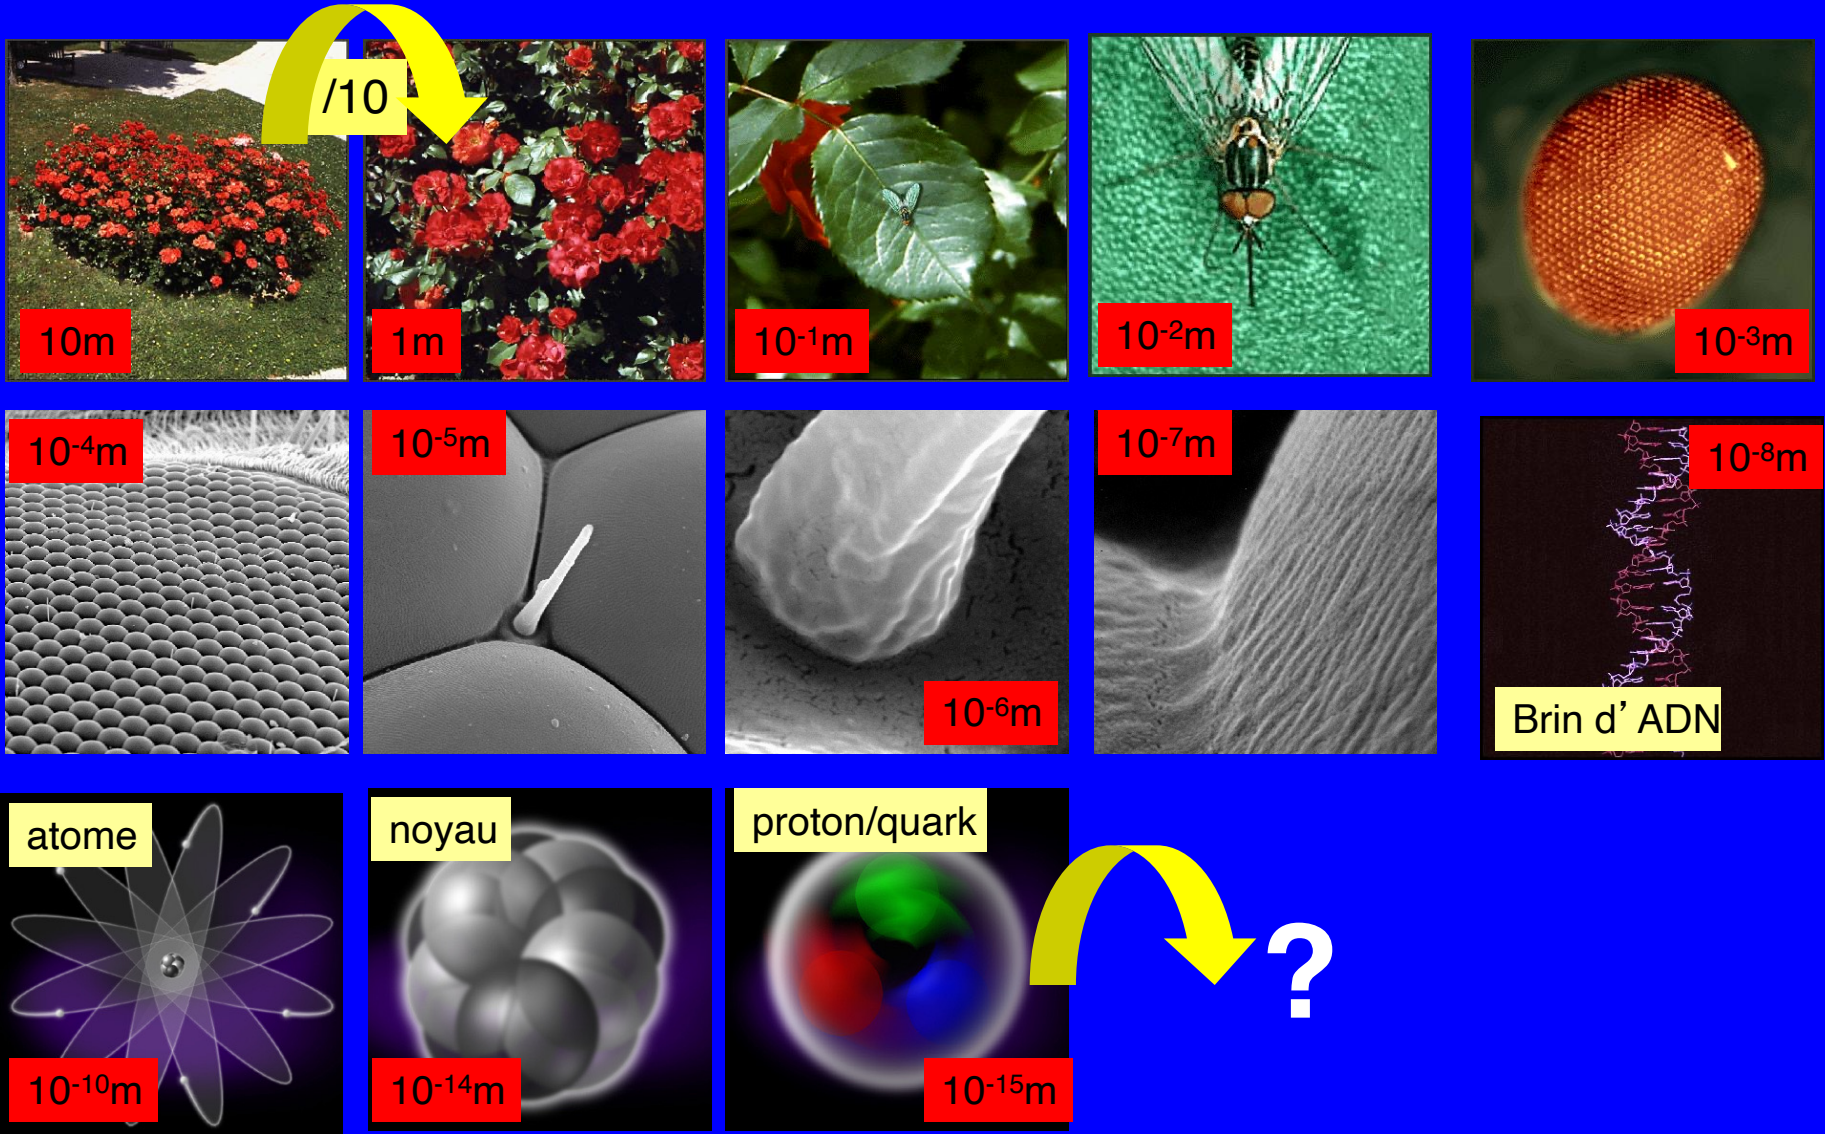 /10
10m
1m
10⁻¹m
10⁻²m
10⁻³m
10⁻⁴m
10⁻⁵m
10⁻⁶m
10⁻⁷m
10⁻⁸m
Brin d’ ADN
atome
10⁻¹⁰m
noyau
10⁻¹⁴m
proton/quark
10⁻¹⁵m
?